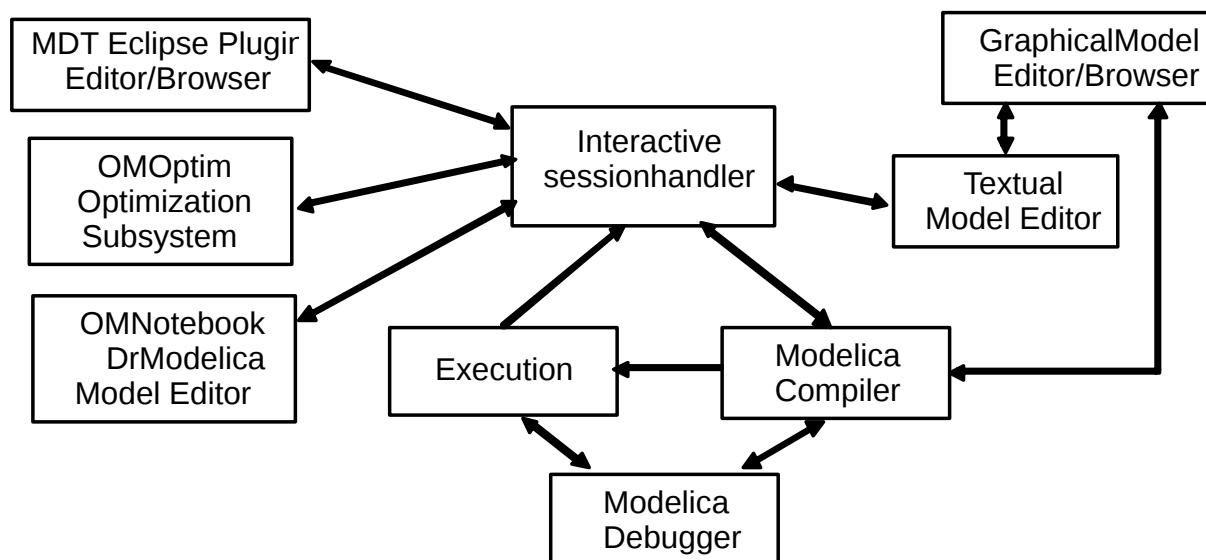 MDT Eclipse Plugin
Editor/Browser
GraphicalModel
Editor/Browser
Interactive
sessionhandler
OMOptim
Optimization
Subsystem
Textual
Model Editor
OMNotebook
DrModelica
Model Editor
Execution
Modelica
Compiler
Modelica
Debugger